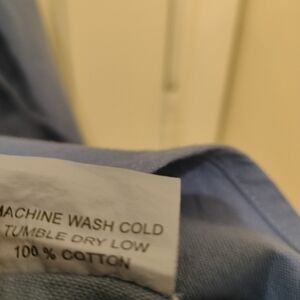 MACHINE WASH COLD
TUMBLE DRY LOW
100 % COTTON